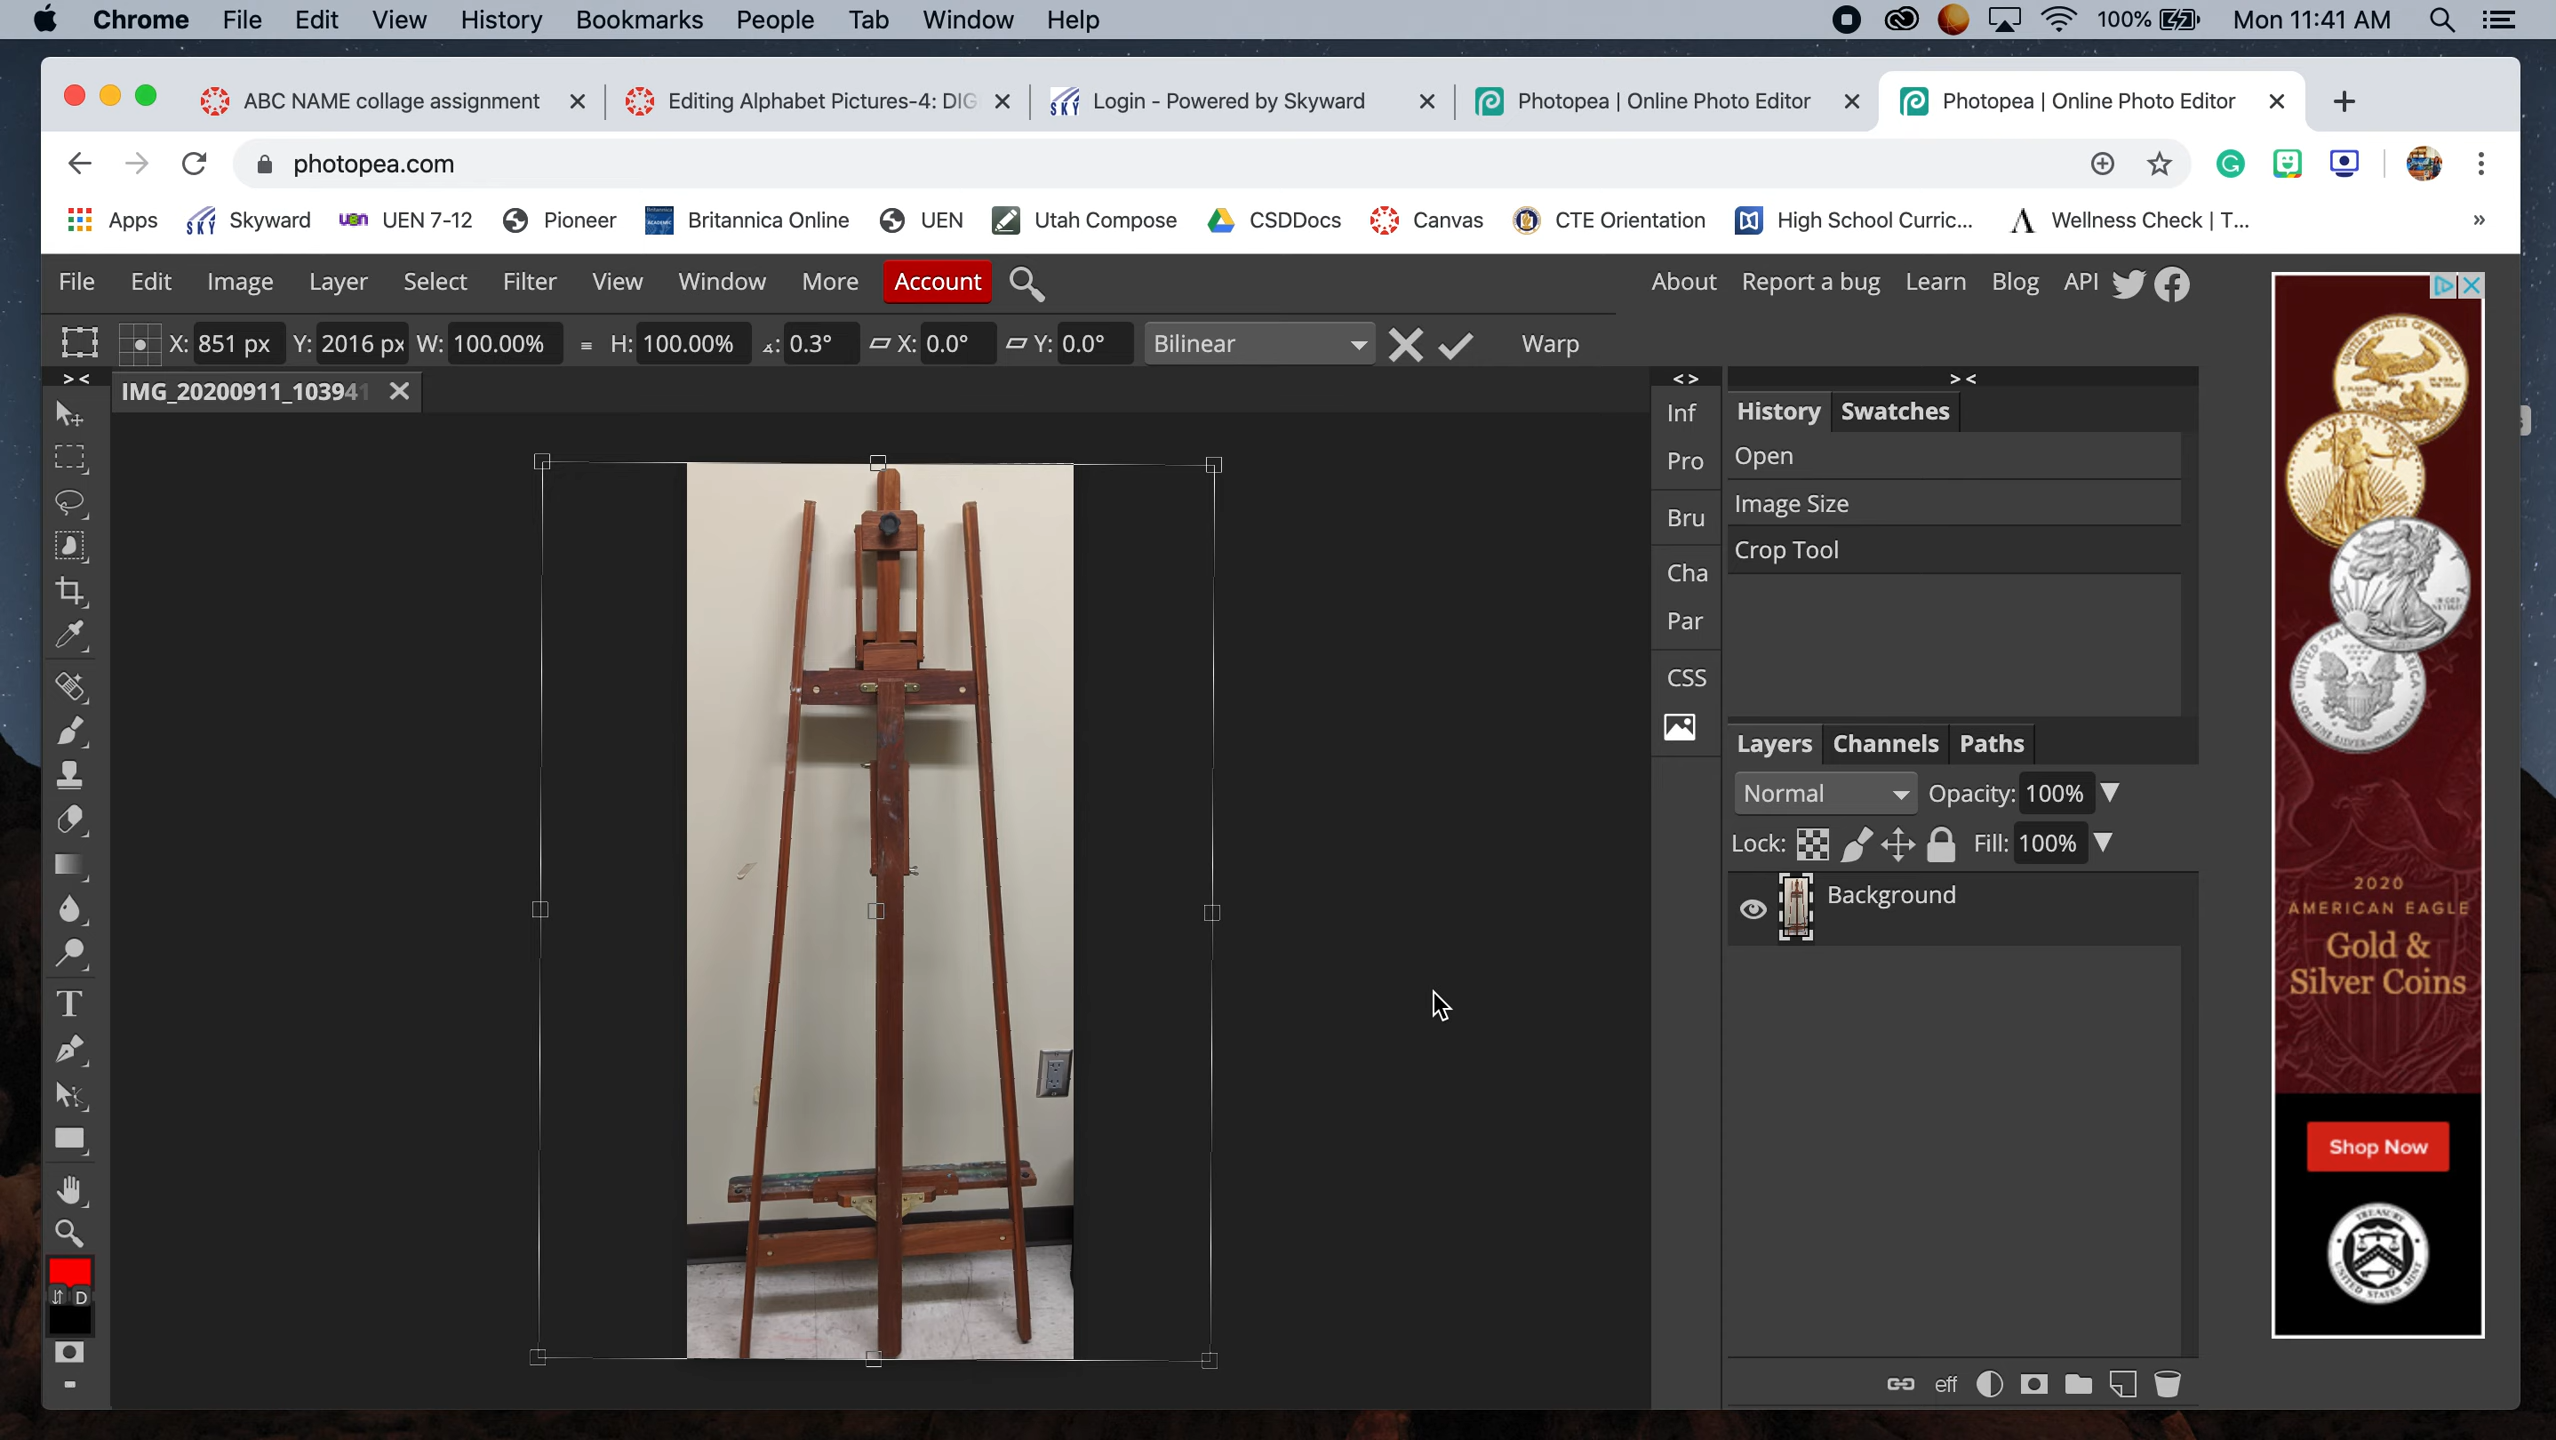 Chrome File Edit View History Bookmarks People Tab Window Help 100% Mon 11:41 AM
ABC NAME collage assignment Editing Alphabet Pictures-4: DIG Login - Powered by Skyward Photopea | Online Photo Editor Photopea | Online Photo Editor
photopea.com
Apps Skyward UEN 7-12 Pioneer Britannica Online UEN Utah Compose CSDDocs Canvas CTE Orientation High School Curric... Wellness Check | T... »
File Edit Image Layer Select Filter View Window More Account About Report a bug Learn Blog API
X: 851 px Y: 2016 px W: 100.00% H: 100.00% 0.3° X: 0.0° Y: 0.0° Bilinear Warp
> < < > > <
IMG_20200911_103941
Inf
Pro
Bru
Cha
Par
CSS
History Swatches
Open
Image Size
Crop Tool
Layers Channels Paths
Normal Opacity: 100%
Lock: Fill: 100%
Background
eff
T
D
2020
AMERICAN EAGLE
Gold &
Silver Coins
Shop Now